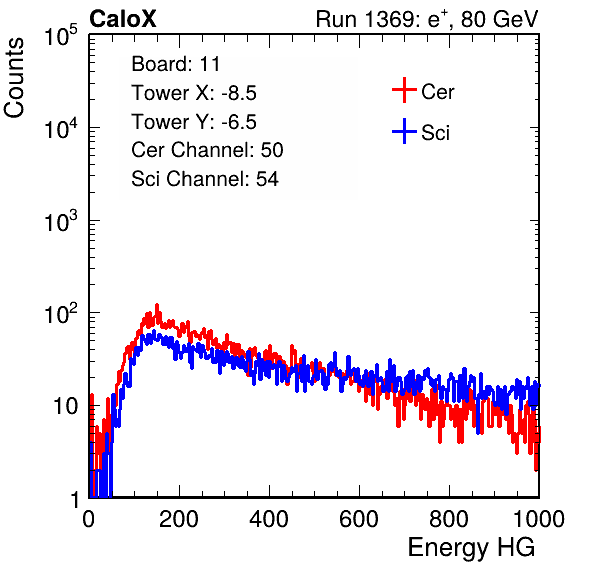 CaloX Run 1369: e⁺, 80 GeV
Counts
10⁵
10⁴
10³
10²
10
1
Board: 11
Tower X: -8.5
Tower Y: -6.5
Cer Channel: 50
Sci Channel: 54
Cer
Sci
0 200 400 600 800 1000
Energy HG